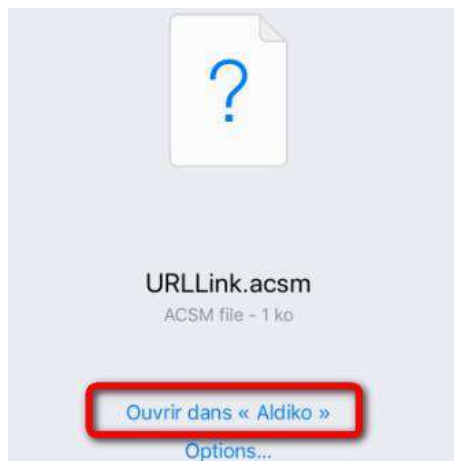 ?
URLLink.acsm
ACSM file - 1 ko
Ouvrir dans « Aldiko »
Options...